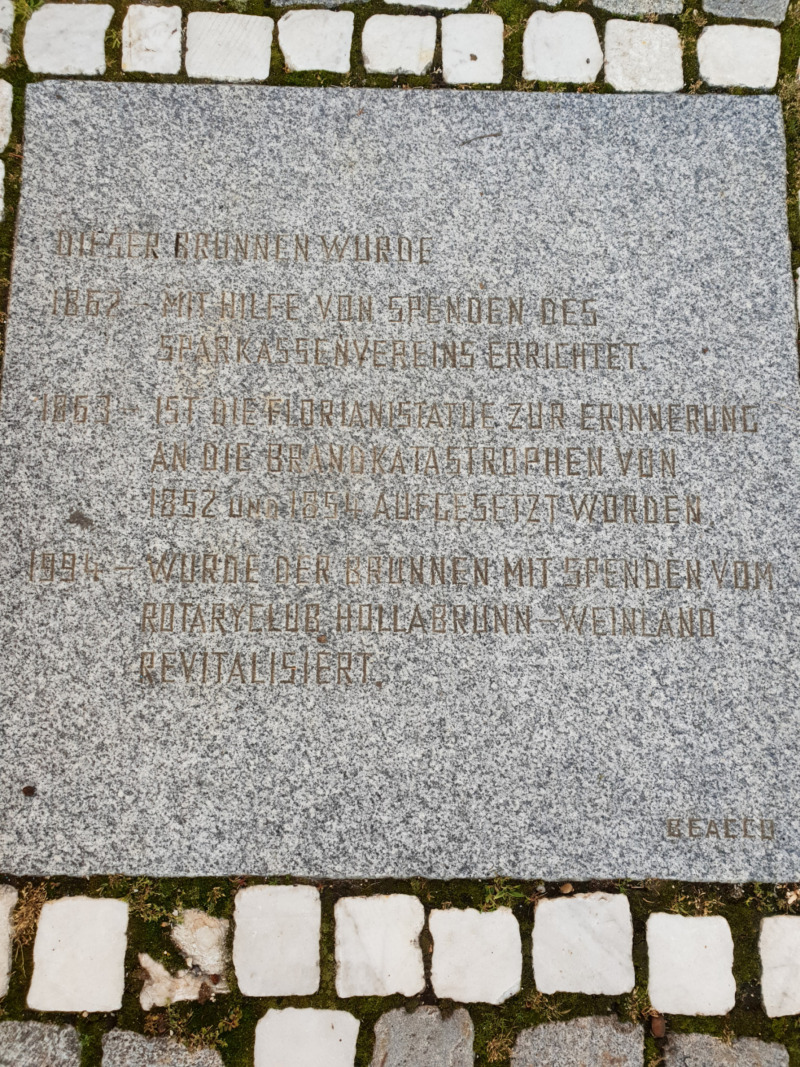 DIESER BRUNNEN WURDE
1862 – MIT HILFE VON SPENDEN DES
SPARKASSENVEREINS ERRICHTET.
1863 – IST DIE FLORIANISTATUE ZUR ERINNERUNG
AN DIE BRANDKATASTROPHEN VON
1852 UND 1854 AUFGESETZT WORDEN
1994 – WURDE DER BRUNNEN MIT SPENDEN VOM
ROTARYCLUB HOLLABRUNN–WEINLAND
REVITALISIERT.
BEACCO